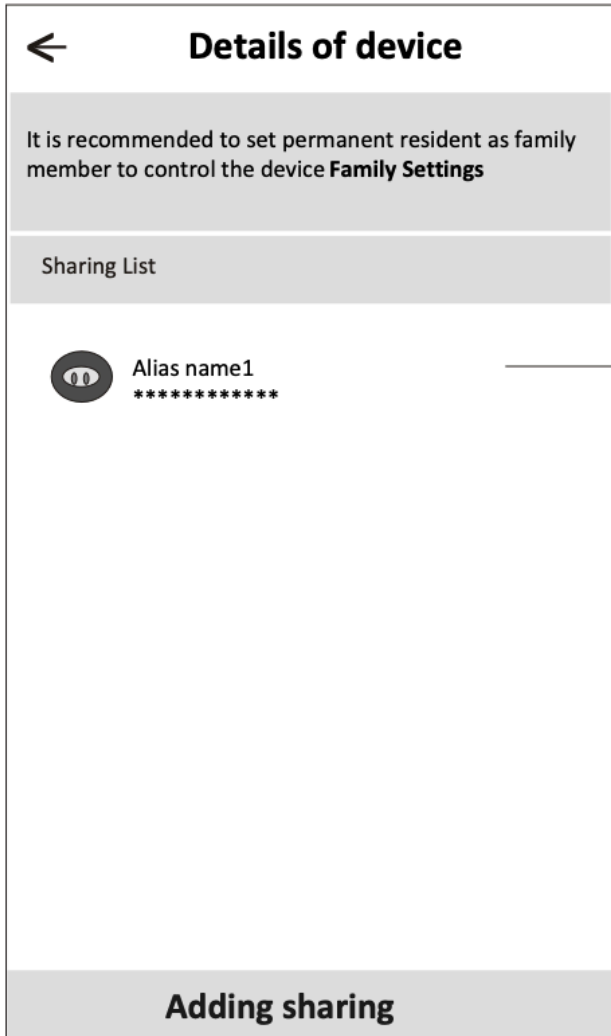 Details of device
It is recommended to set permanent resident as family
member to control the device Family Settings
Sharing List
Alias name1
************
Adding sharing